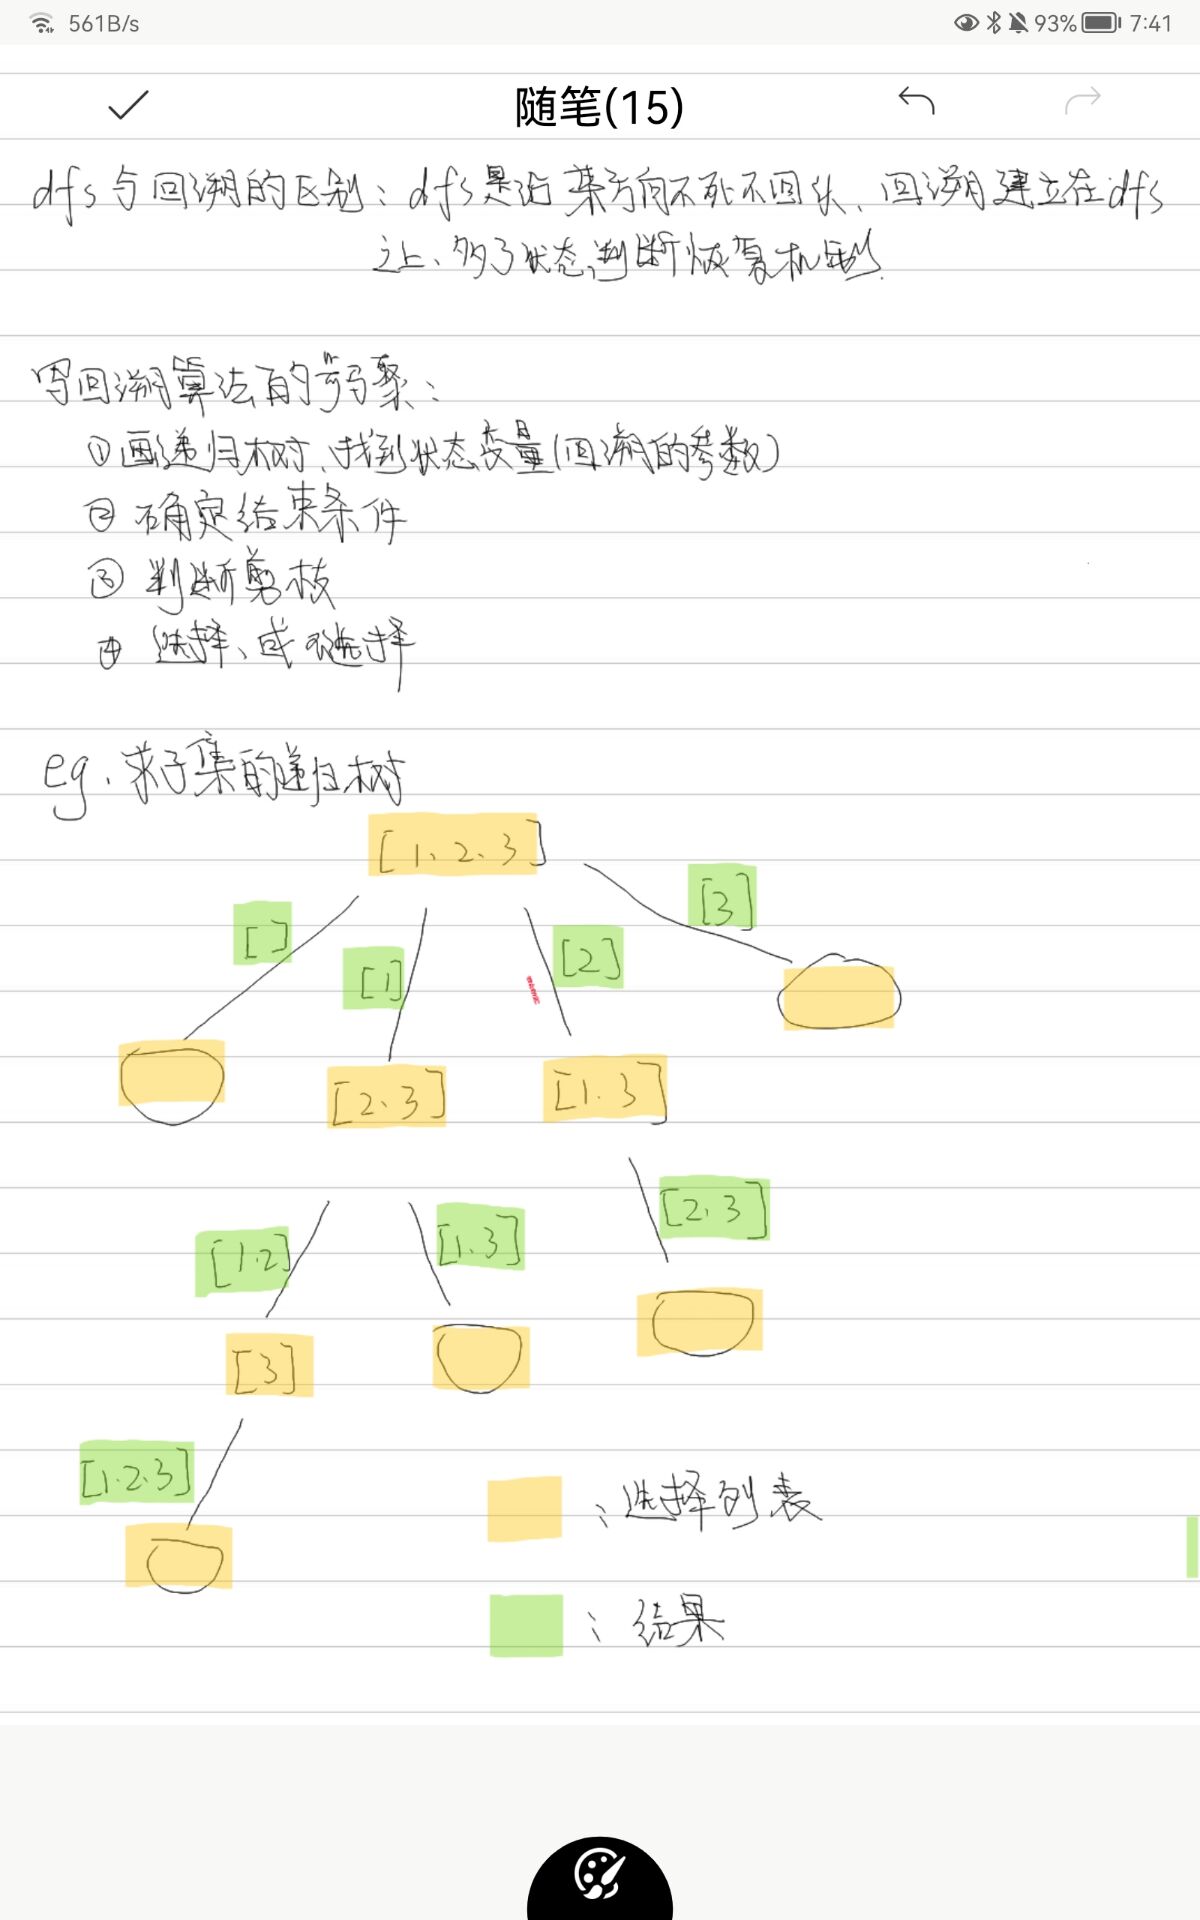 561B/s 93% 7:41
随笔(15)
dfs与回溯的区别:dfs是沿某方向不死不回头、回溯建立在dfs
之上、多了状态判断恢复机制.
写回溯算法的步骤:
①画递归树、找到状态变量(回溯的参数)
② 确定结束条件
③ 判断剪枝
④ 选择、或不选择
eg.求子集的递归树
[1、2、3]
[3]
[]
[1]
[2]
[2、3]
[1.3]
[1.2]
[1.3]
[2.3]
[3]
[1.2.3]
:选择列表
:结果